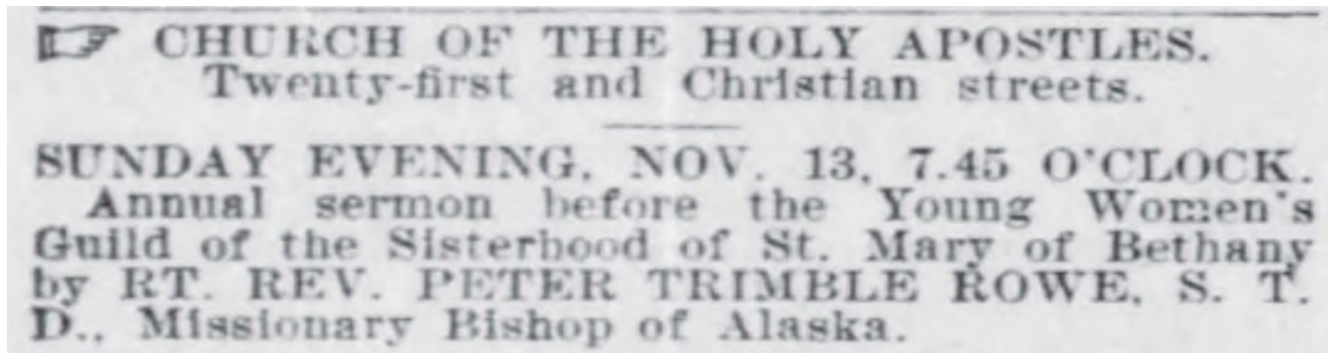 ☞ CHURCH OF THE HOLY APOSTLES.
Twenty-first and Christian streets.
SUNDAY EVENING, NOV. 13, 7.45 O'CLOCK.
Annual sermon before the Young Women's
Guild of the Sisterhood of St. Mary of Bethany
by RT. REV. PETER TRIMBLE ROWE, S. T.
D., Missionary Bishop of Alaska.